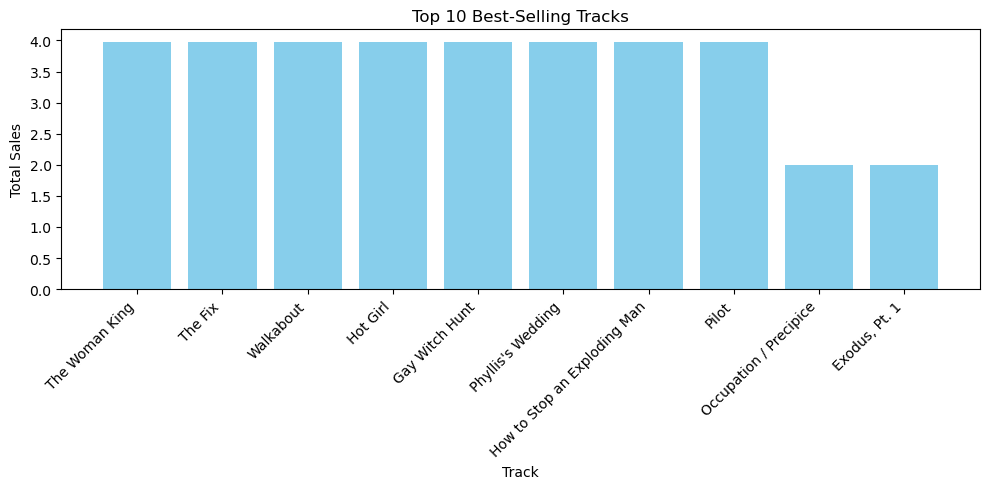 Top 10 Best-Selling Tracks
Total Sales
4.0
3.5
3.0
2.5
2.0
1.5
1.0
0.5
0.0
The Woman King
The Fix
Walkabout
Hot Girl
Gay Witch Hunt
Phyllis's Wedding
How to Stop an Exploding Man
Pilot
Occupation / Precipice
Exodus, Pt. 1
Track